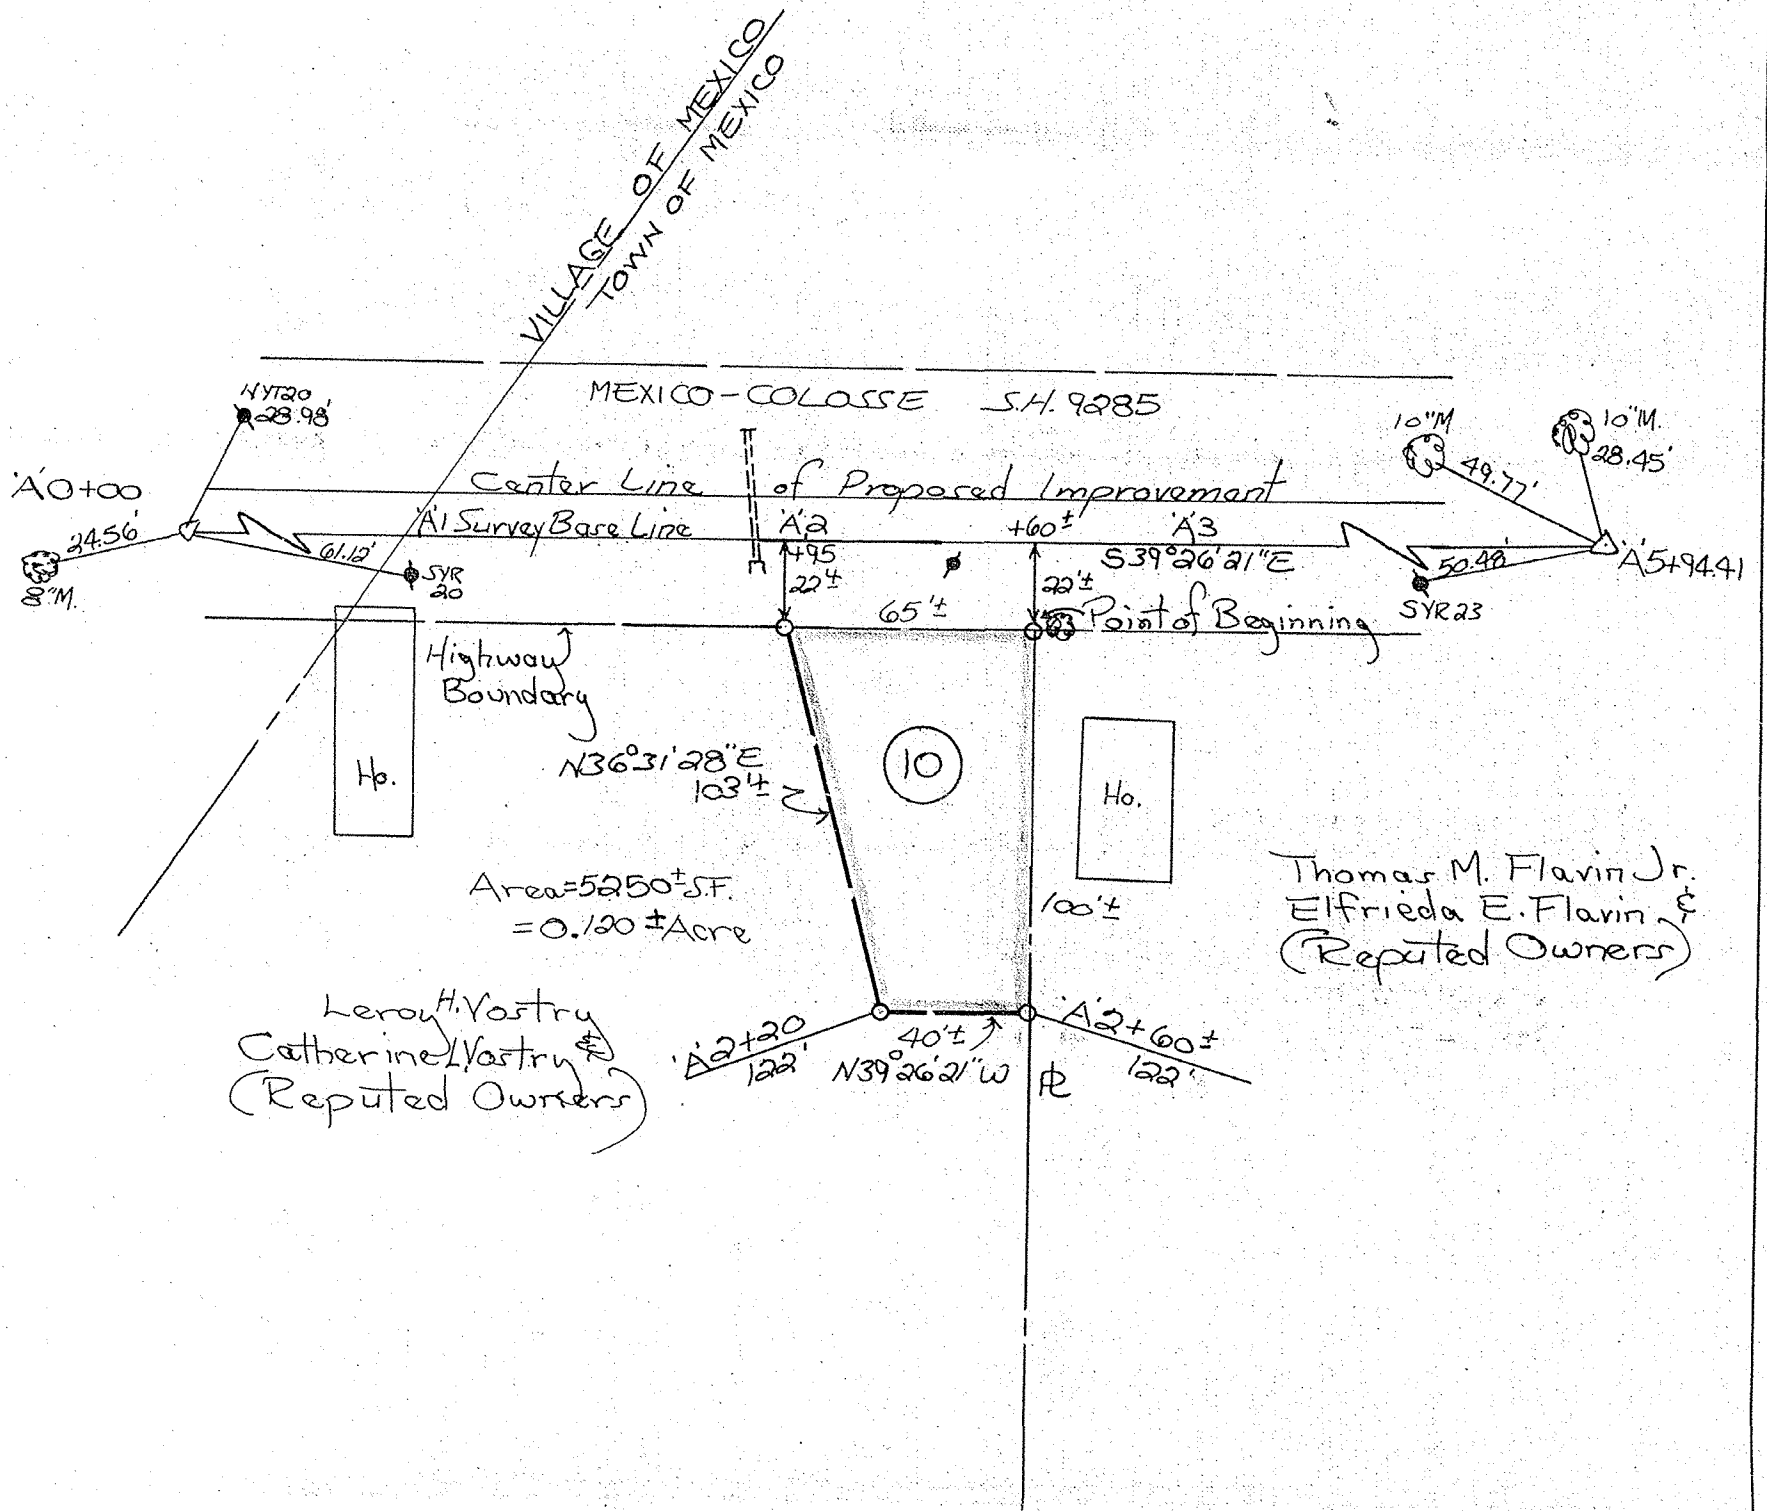 VILLAGE OF MEXICO
TOWN OF MEXICO
MEXICO-COLOSSE S.H. 9285
NYT20
28.98'
10"M
10"M.
28.45'
49.77'
'A'0+00
Center Line of Proposed Improvement
'A'1 Survey Base Line
'A'2
+60±
'A'3
24.56'
61.12'
+95
S39°26'21"E
50.48'
'A'5+94.41
8"M.
SYR
20
22'±
22'±
SYR 23
65'±
Point of Beginning
Highway
Boundary
N36°31'28"E
103'±
10
Ho.
Ho.
Area=5250±S.F.
=0.120±Acre
100'±
Thomas M. Flavin Jr.
Elfrieda E. Flavin &
(Reputed Owners)
Leroy H. Vostry
Catherine L. Vostry &
(Reputed Owners)
'A'2+20
122'
40'±
N39°26'21"W
'A'2+60±
122'
PL